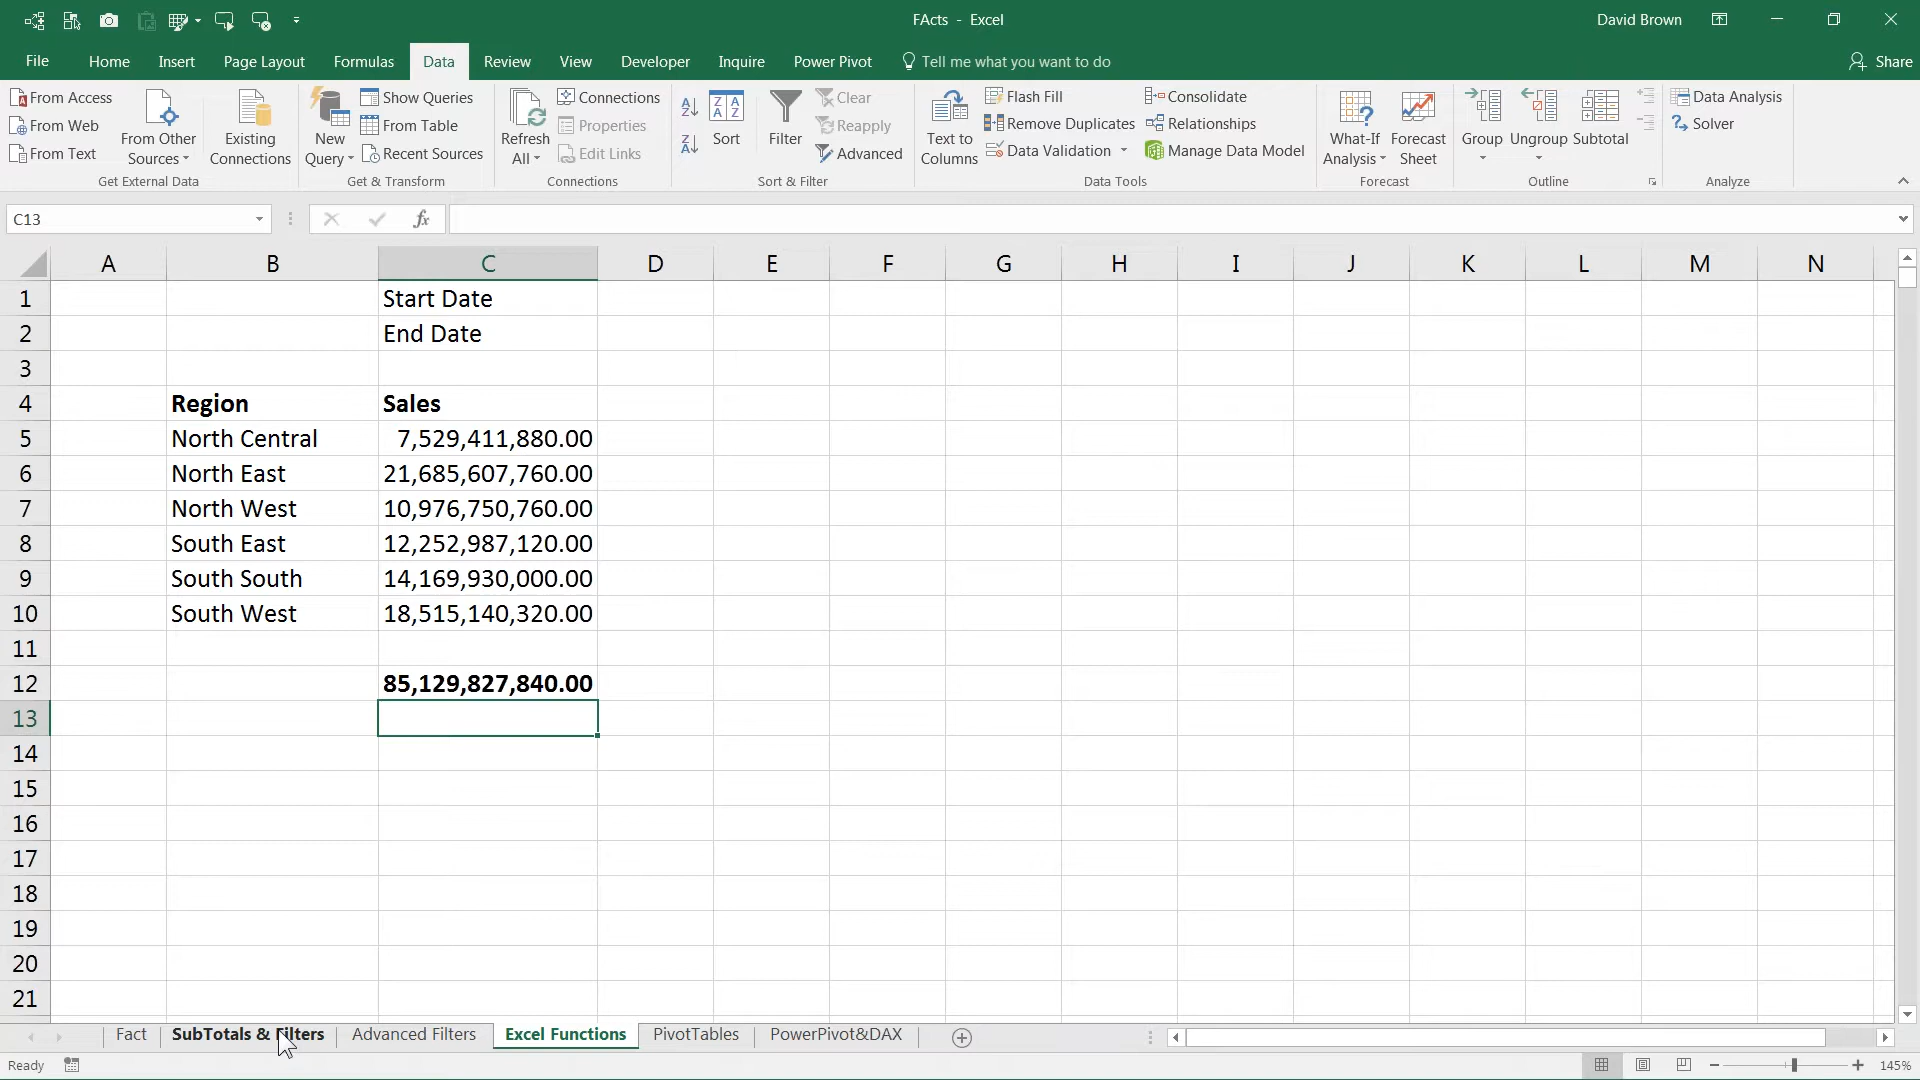 FActs - Excel
David Brown
File Home Insert Page Layout Formulas Data Review View Developer Inquire Power Pivot Tell me what you want to do Share
From Access
From Web
From Text
From Other Sources
Existing Connections
Get External Data
New Query
Show Queries
From Table
Recent Sources
Get & Transform
Refresh All
Connections
Properties
Edit Links
Connections
Sort
Filter
Clear
Reapply
Advanced
Sort & Filter
Text to Columns
Flash Fill
Remove Duplicates
Data Validation
Consolidate
Relationships
Manage Data Model
Data Tools
What-If Analysis
Forecast Sheet
Forecast
Group
Ungroup
Subtotal
Outline
Data Analysis
Solver
Analyze
C13
fx
A B C D E F G H I J K L M N
1 Start Date
2 End Date
3
4 Region Sales
5 North Central 7,529,411,880.00
6 North East 21,685,607,760.00
7 North West 10,976,750,760.00
8 South East 12,252,987,120.00
9 South South 14,169,930,000.00
10 South West 18,515,140,320.00
11
12 85,129,827,840.00
13
14
15
16
17
18
19
20
21
Fact SubTotals & Filters Advanced Filters Excel Functions PivotTables PowerPivot&DAX
Ready
145%